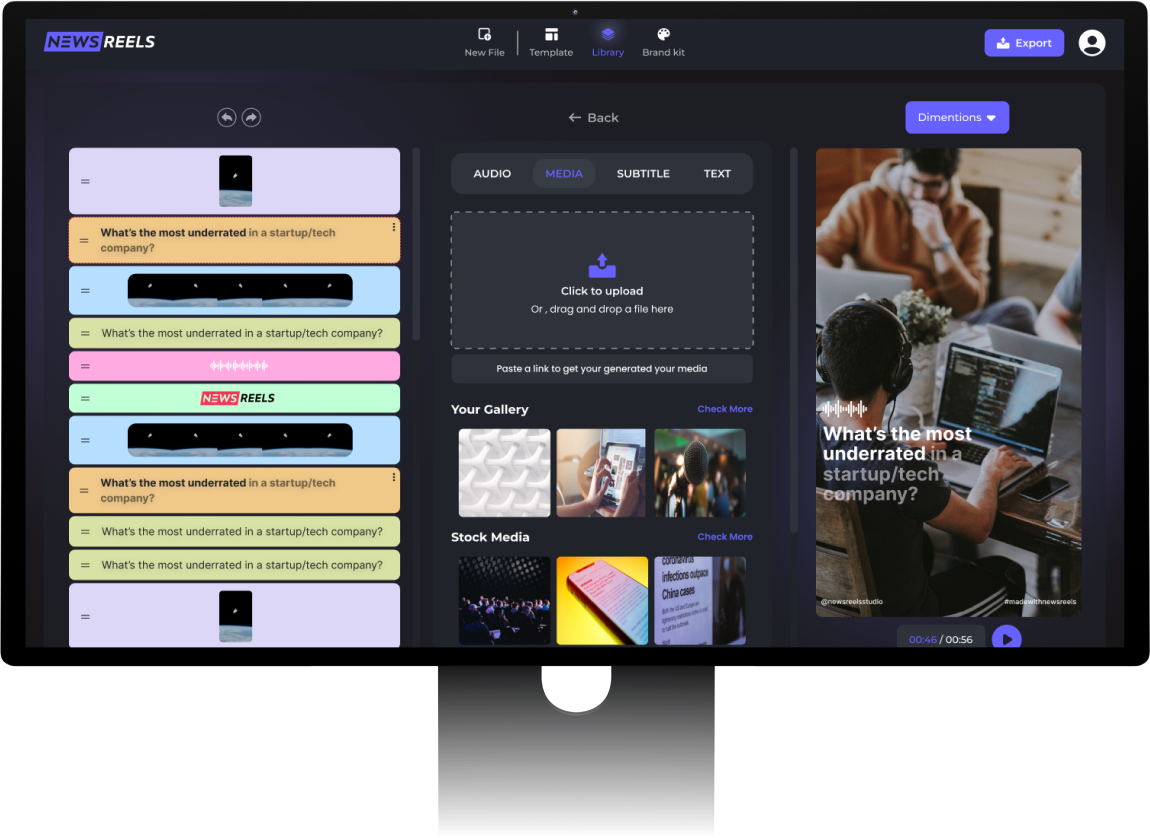 NEWS REELS
New File
Template
Library
Brand kit
Export
Back
Dimentions
What's the most underrated in a startup/tech
company?
What's the most underrated in a startup/tech company?
NEWS REELS
What's the most underrated in a startup/tech
company?
What's the most underrated in a startup/tech company?
What's the most underrated in a startup/tech company?
AUDIO
MEDIA
SUBTITLE
TEXT
Click to upload
Or , drag and drop a file here
Paste a link to get your generated your media
Your Gallery
Check More
Stock Media
Check More
coronavirus
infections outpace
China cases
What's the most
underrated in a
startup/tech
company?
@newsreelsstudio
#madewithnewsreels
00:46 / 00:56